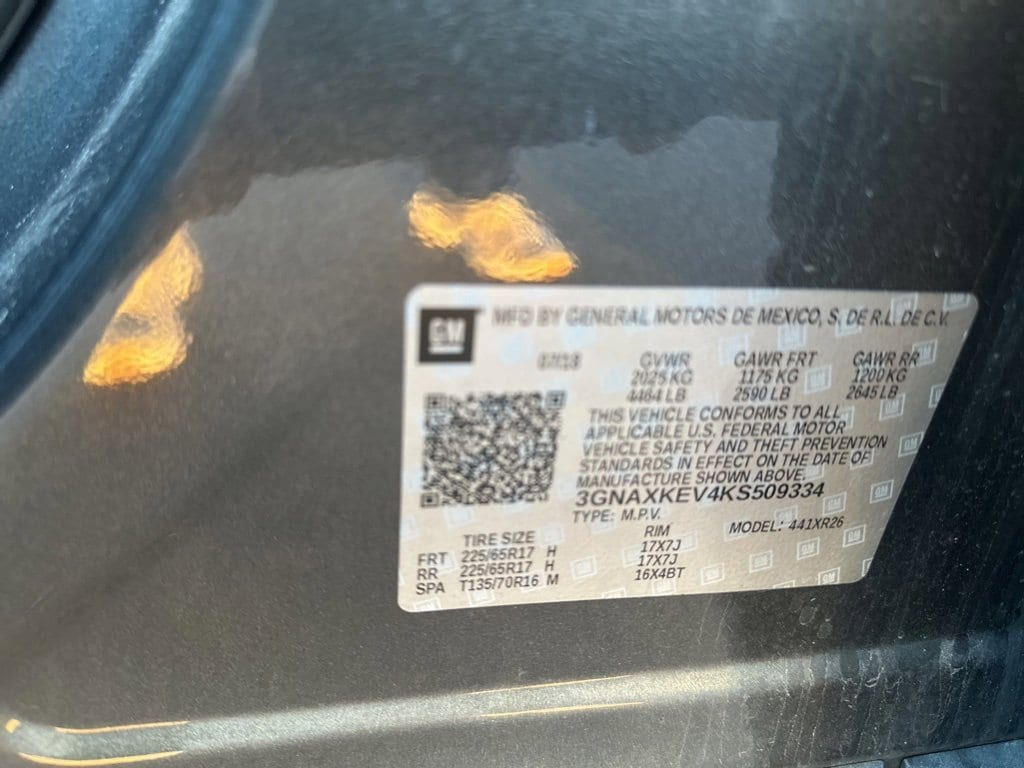 GM MFD BY GENERAL MOTORS DE MEXICO, S. DE R.L. DE C.V.
07/18 GVWR GAWR FRT GAWR RR
2025 KG 1175 KG 1200 KG
4464 LB 2590 LB 2645 LB
THIS VEHICLE CONFORMS TO ALL
APPLICABLE U.S. FEDERAL MOTOR
VEHICLE SAFETY AND THEFT PREVENTION
STANDARDS IN EFFECT ON THE DATE OF
MANUFACTURE SHOWN ABOVE.
3GNAXKEV4KS509334
TYPE: M.P.V. MODEL: 441XR26
TIRE SIZE RIM
FRT 225/65R17 H 17X7J
RR 225/65R17 H 17X7J
SPA T135/70R16 M 16X4BT